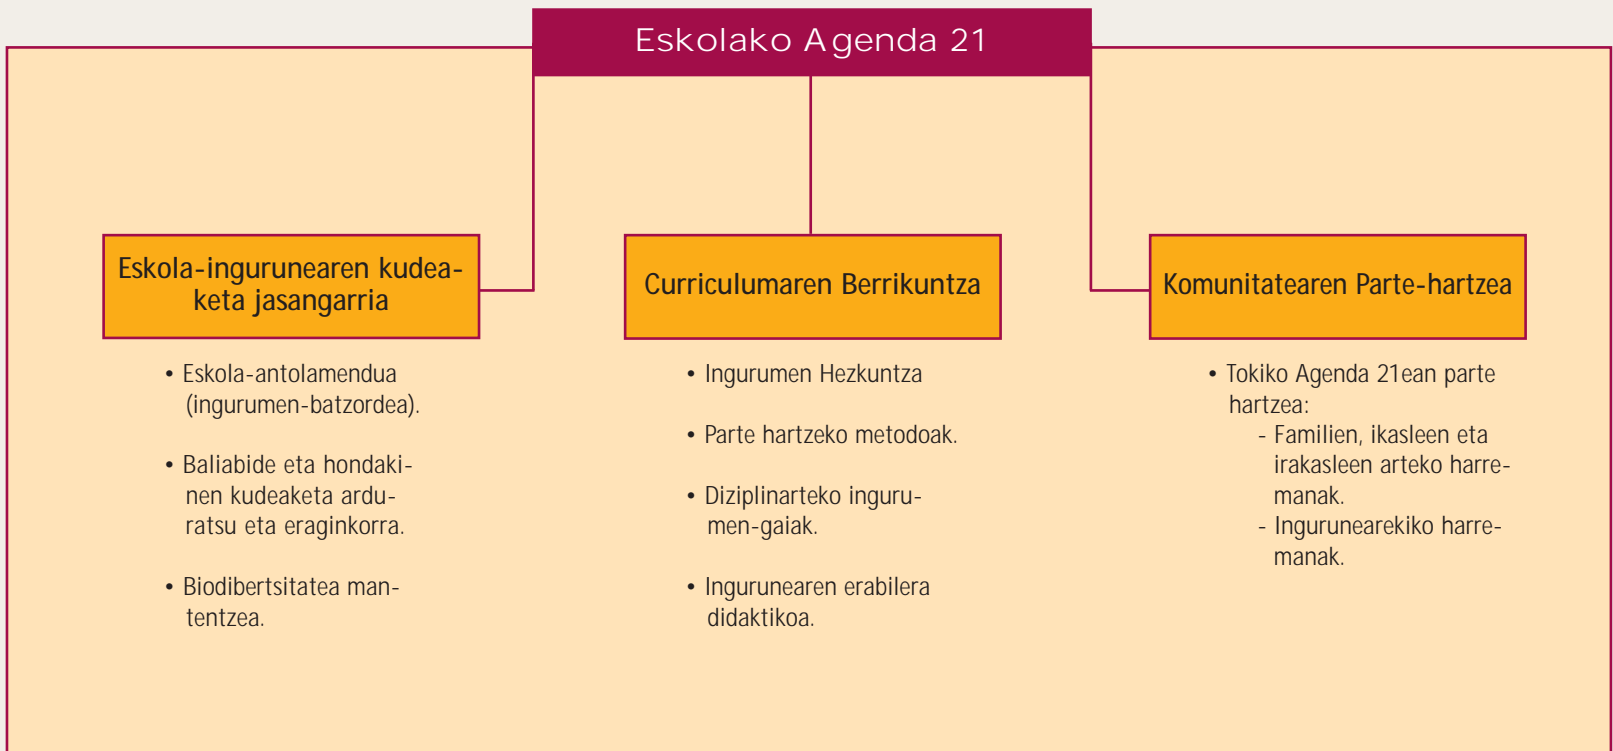 Eskolako Agenda 21
Eskola-ingurunearen kudea-
keta jasangarria
• Eskola-antolamendua
(ingurumen-batzordea).
• Baliabide eta hondaki-
nen kudeaketa ardu-
ratsu eta eraginkorra.
• Biodibertsitatea man-
tentzea.
Curriculumaren Berrikuntza
• Ingurumen Hezkuntza
• Parte hartzeko metodoak.
• Diziplinarteko inguru-
men-gaiak.
• Ingurunearen erabilera
didaktikoa.
Komunitatearen Parte-hartzea
• Tokiko Agenda 21ean parte
hartzea:
- Familien, ikasleen eta
irakasleen arteko harre-
manak.
- Ingurunearekiko harre-
manak.